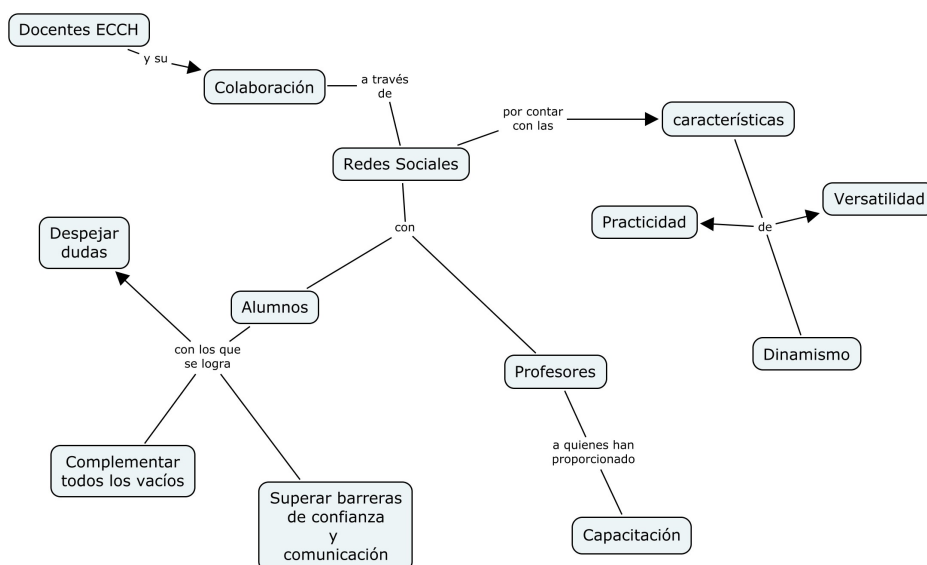 Docentes ECCH
y su
Colaboración
a través
de
Redes Sociales
por contar
con las
características
Practicidad
de
Versatilidad
Dinamismo
con
Alumnos
con los que
se logra
Despejar
dudas
Complementar
todos los vacíos
Superar barreras
de confianza
y
comunicación
Profesores
a quienes han
proporcionado
Capacitación